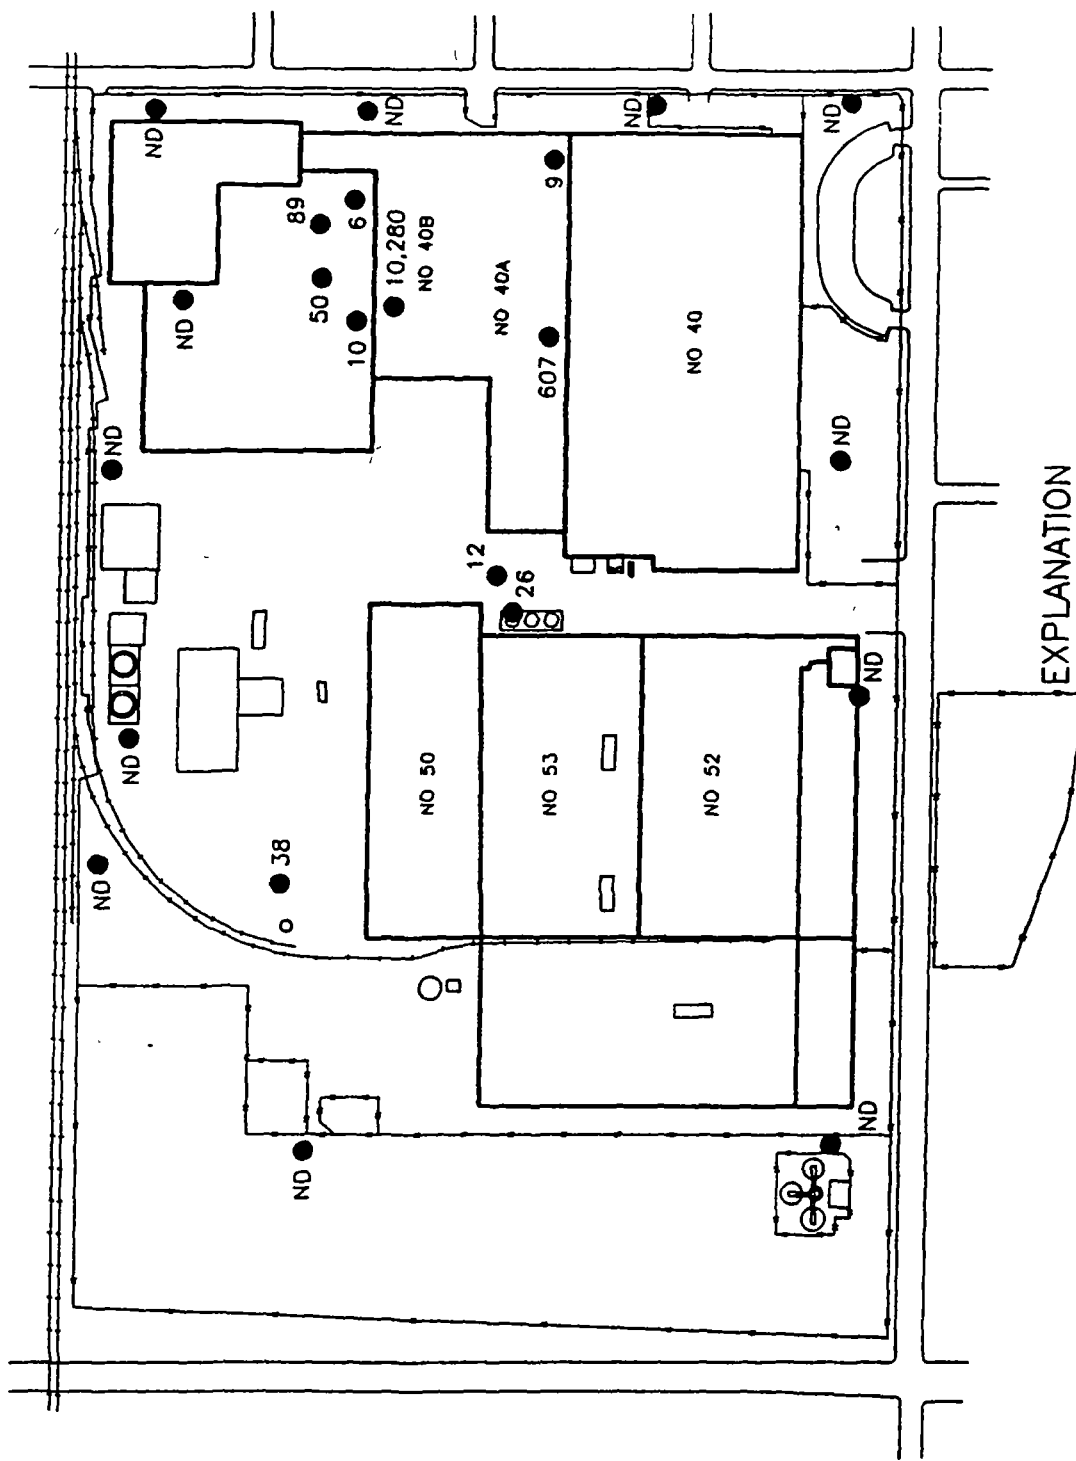 ND
ND
ND
ND
ND
38
ND
12
26
ND
ND
50
10
89
6
10,280
NO 40B
NO 40A
607
9
NO 40
NO 50
NO 53
NO 52
ND
ND
ND
ND
ND
EXPLANATION